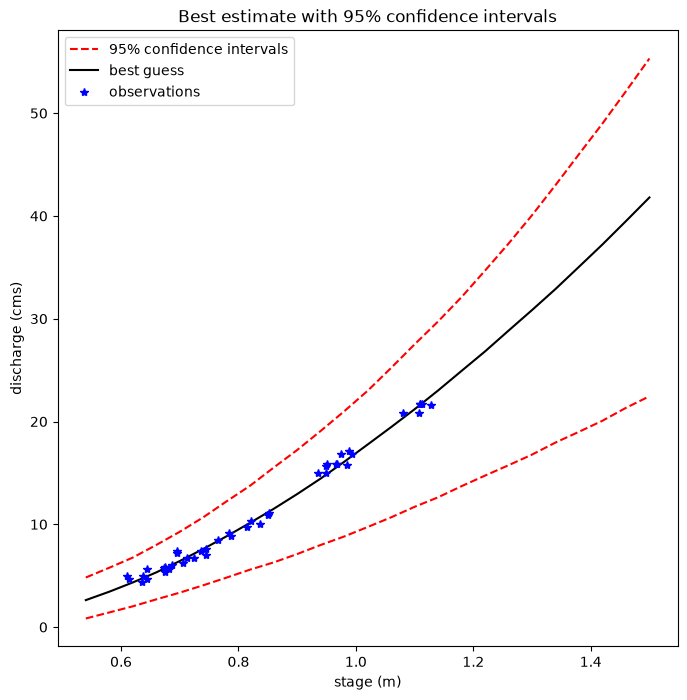 Best estimate with 95% confidence intervals
95% confidence intervals
best guess
observations
50
40
30
20
10
0
discharge (cms)
0.6 0.8 1.0 1.2 1.4
stage (m)